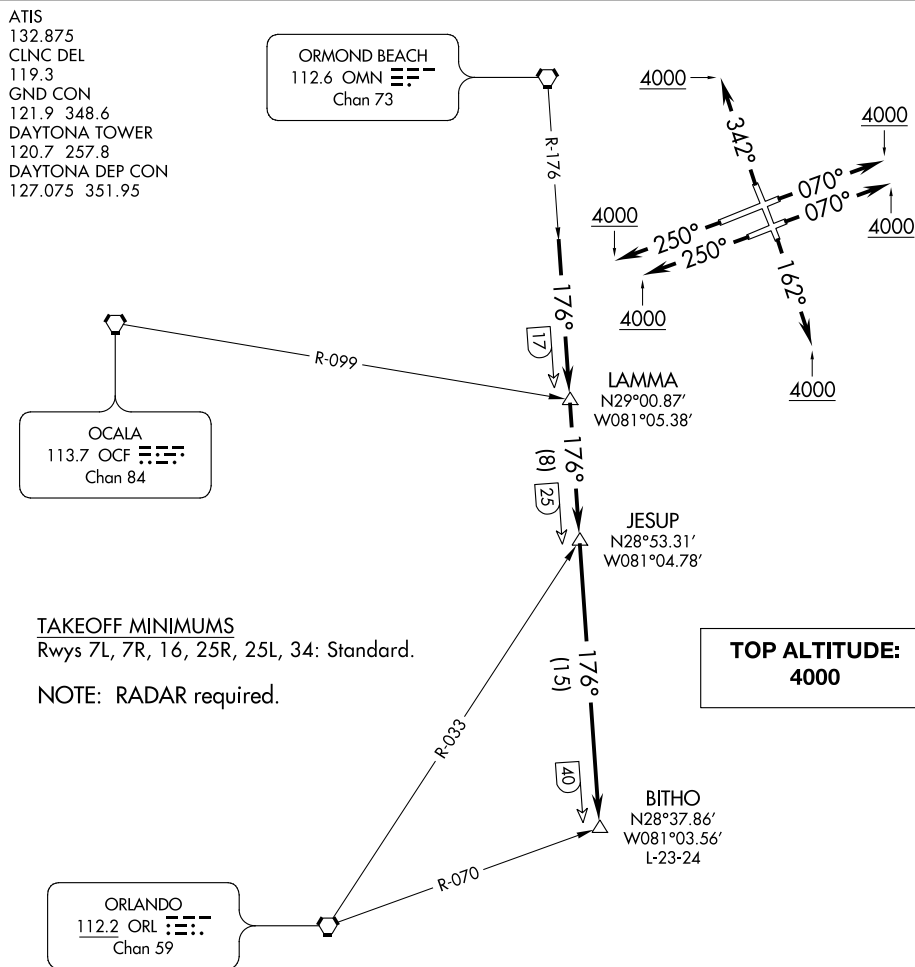 ATIS
132.875
CLNC DEL
119.3
GND CON
121.9 348.6
DAYTONA TOWER
120.7 257.8
DAYTONA DEP CON
127.075 351.95
ORMOND BEACH
112.6 OMN
Chan 73
R-176
176°
17
4000
342°
4000
070°
070°
4000
4000
250°
250°
4000
162°
4000
R-099
OCALA
113.7 OCF
Chan 84
LAMMA
N29°00.87'
W081°05.38'
176°
(8)
25
JESUP
N28°53.31'
W081°04.78'
TAKEOFF MINIMUMS
Rwys 7L, 7R, 16, 25R, 25L, 34: Standard.
NOTE: RADAR required.
TOP ALTITUDE:
4000
176°
(15)
R-033
40
BITHO
N28°37.86'
W081°03.56'
L-23-24
R-070
ORLANDO
112.2 ORL
Chan 59